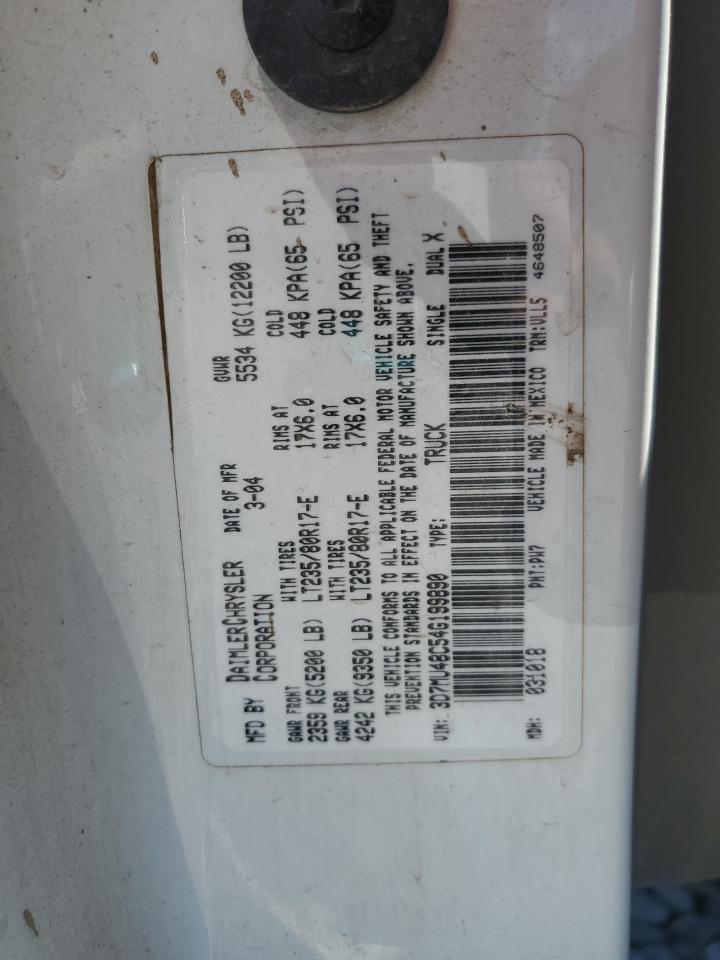 MFD BY DAIMLERCHRYSLER CORPORATION DATE OF MFR 3-04 GVWR 5534 KG(12200 LB)
GAWR FRONT WITH TIRES RIMS AT COLD
2359 KG(5200 LB) LT235/80R17-E 17X6.0 448 KPA(65 PSI)
GAWR REAR WITH TIRES RIMS AT COLD
4242 KG(9350 LB) LT235/80R17-E 17X6.0 448 KPA(65 PSI)
THIS VEHICLE CONFORMS TO ALL APPLICABLE FEDERAL MOTOR VEHICLE SAFETY AND THEFT
PREVENTION STANDARDS IN EFFECT ON THE DATE OF MANUFACTURE SHOWN ABOVE.
VIN: 3D7MU48C54G199890 TYPE: TRUCK SINGLE DUAL X
MDH: 031018 PNT:PW7 VEHICLE MADE IN MEXICO TRM:VLL5 4648507